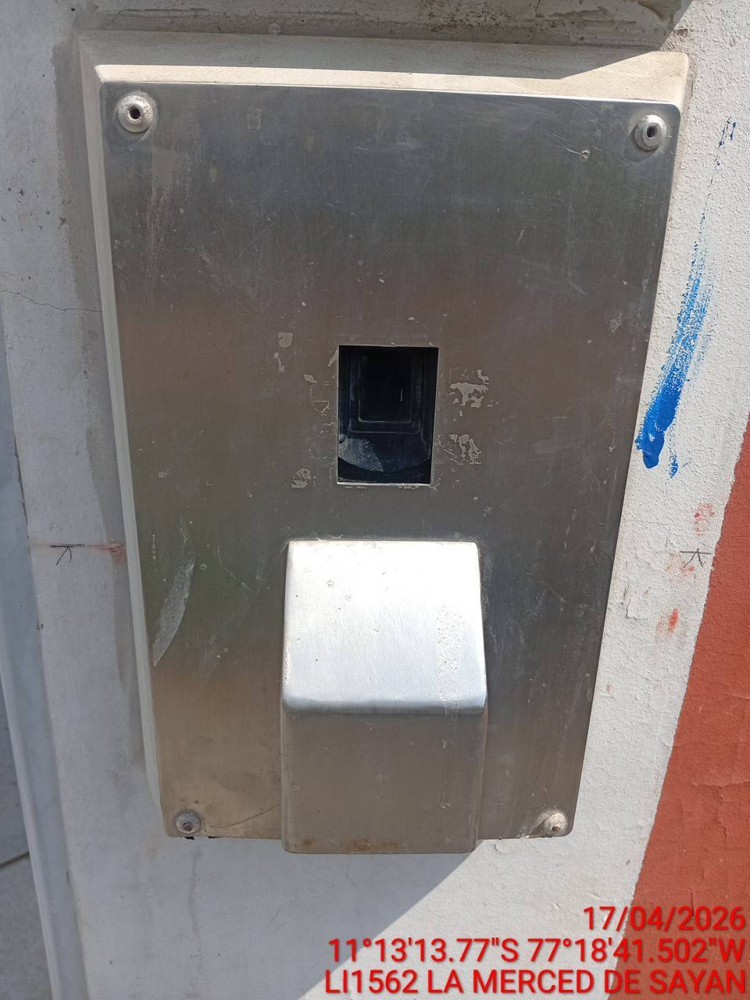 17/04/2026
11°13'13.77"S 77°18'41.502"W
LI1562 LA MERCED DE SAYAN